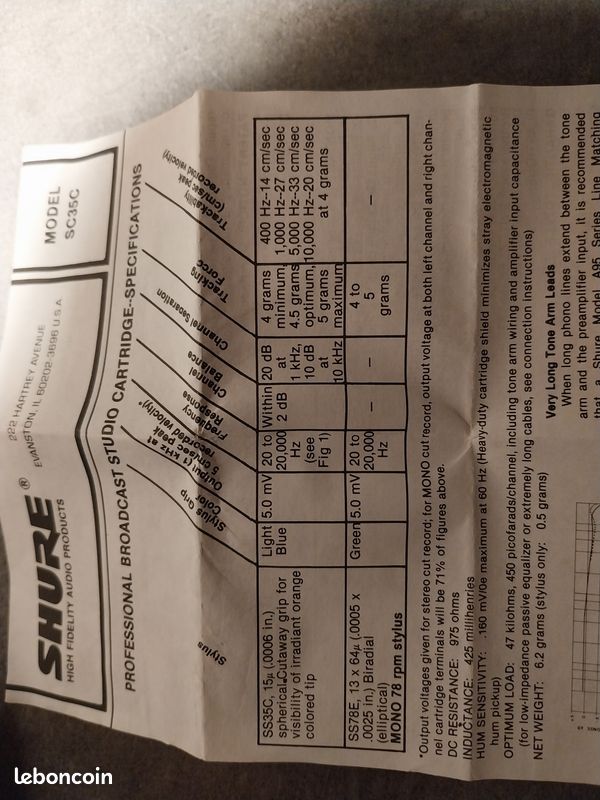 SHURE®
HIGH FIDELITY AUDIO PRODUCTS
222 HARTREY AVENUE
EVANSTON, IL 60202-3696 U.S.A
MODEL
SC35C
PROFESSIONAL BROADCAST STUDIO CARTRIDGE--SPECIFICATIONS
Stylus
Stylus Grip
Color
Output (1 kHz at
5 cm/sec peak
recorded velocity)*
Frequency
Response
Channel
Balance
Channel Separation
Tracking
Force
Trackability
(cm/sec peak
recorded velocity)
SS35C, 15µ (.0006 in.)
spherical.Cutaway grip for
visibility of irradiant orange
colored tip
Light
Blue
5.0 mV
20 to
20,000
Hz
(see
Fig 1)
Within
2 dB
20 dB
at
1 kHz,
10 dB
at
10 kHz
4 grams
minimum,
4.5 grams
optimum,
5 grams
maximum
400 Hz–14 cm/sec
1,000 Hz–27 cm/sec
5,000 Hz–33 cm/sec
10,000 Hz–20 cm/sec
at 4 grams
SS78E, 13 x 64µ (.0005 x
.0025 in.) Biradial
(elliptical)
MONO 78 rpm stylus
Green
5.0 mV
20 to
20,000
Hz
–
–
4 to
5
grams
–
*Output voltages given for stereo cut record; for MONO cut record, output voltage at both left channel and right chan-
nel cartridge terminals will be 71% of figures above.
DC RESISTANCE: 975 ohms
INDUCTANCE: 425 millihenries
HUM SENSITIVITY: .160 mV/0e maximum at 60 Hz (Heavy-duty cartridge shield minimizes stray electromagnetic
hum pickup)
OPTIMUM LOAD: 47 kilohms, 450 picofarads/channel, including tone arm wiring and amplifier input capacitance
(for low-impedance passive equalizer or extremely long cables, see connection instructions)
NET WEIGHT: 6.2 grams (stylus only: 0.5 grams)
Very Long Tone Arm Leads
When long phono lines extend between the tone
arm and the preamplifier input, it is recommended
that a Shure Model A95 Series Line Matching
leboncoin